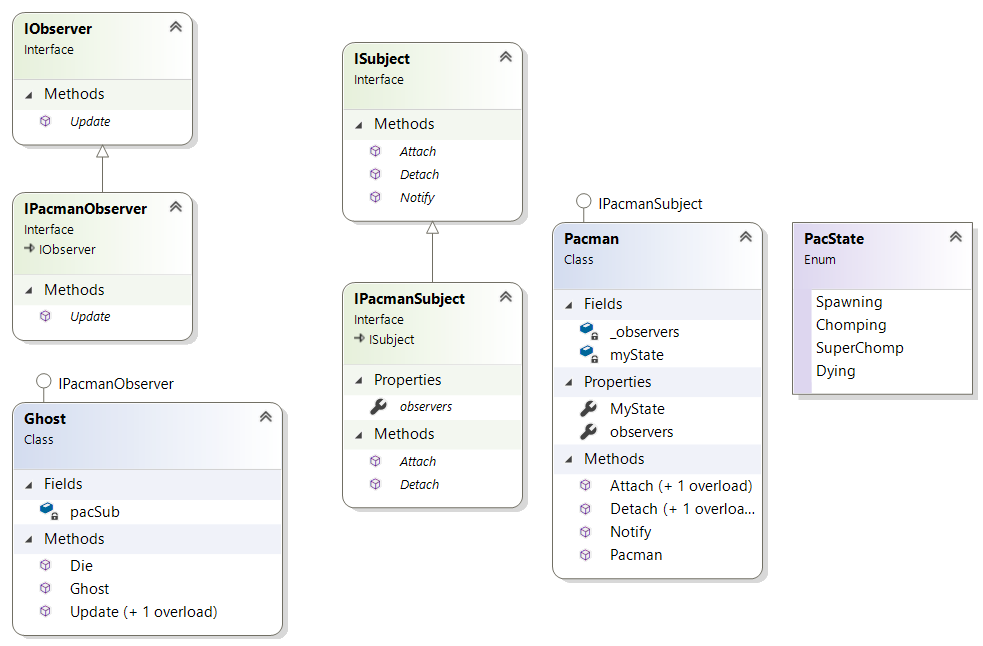 IObserver
Interface
Methods
Update
IPacmanObserver
Interface
IObserver
Methods
Update
IPacmanObserver
Ghost
Class
Fields
pacSub
Methods
Die
Ghost
Update (+ 1 overload)
ISubject
Interface
Methods
Attach
Detach
Notify
IPacmanSubject
Interface
ISubject
Properties
observers
Methods
Attach
Detach
IPacmanSubject
Pacman
Class
Fields
_observers
myState
Properties
MyState
observers
Methods
Attach (+ 1 overload)
Detach (+ 1 overloa...
Notify
Pacman
PacState
Enum
Spawning
Chomping
SuperChomp
Dying